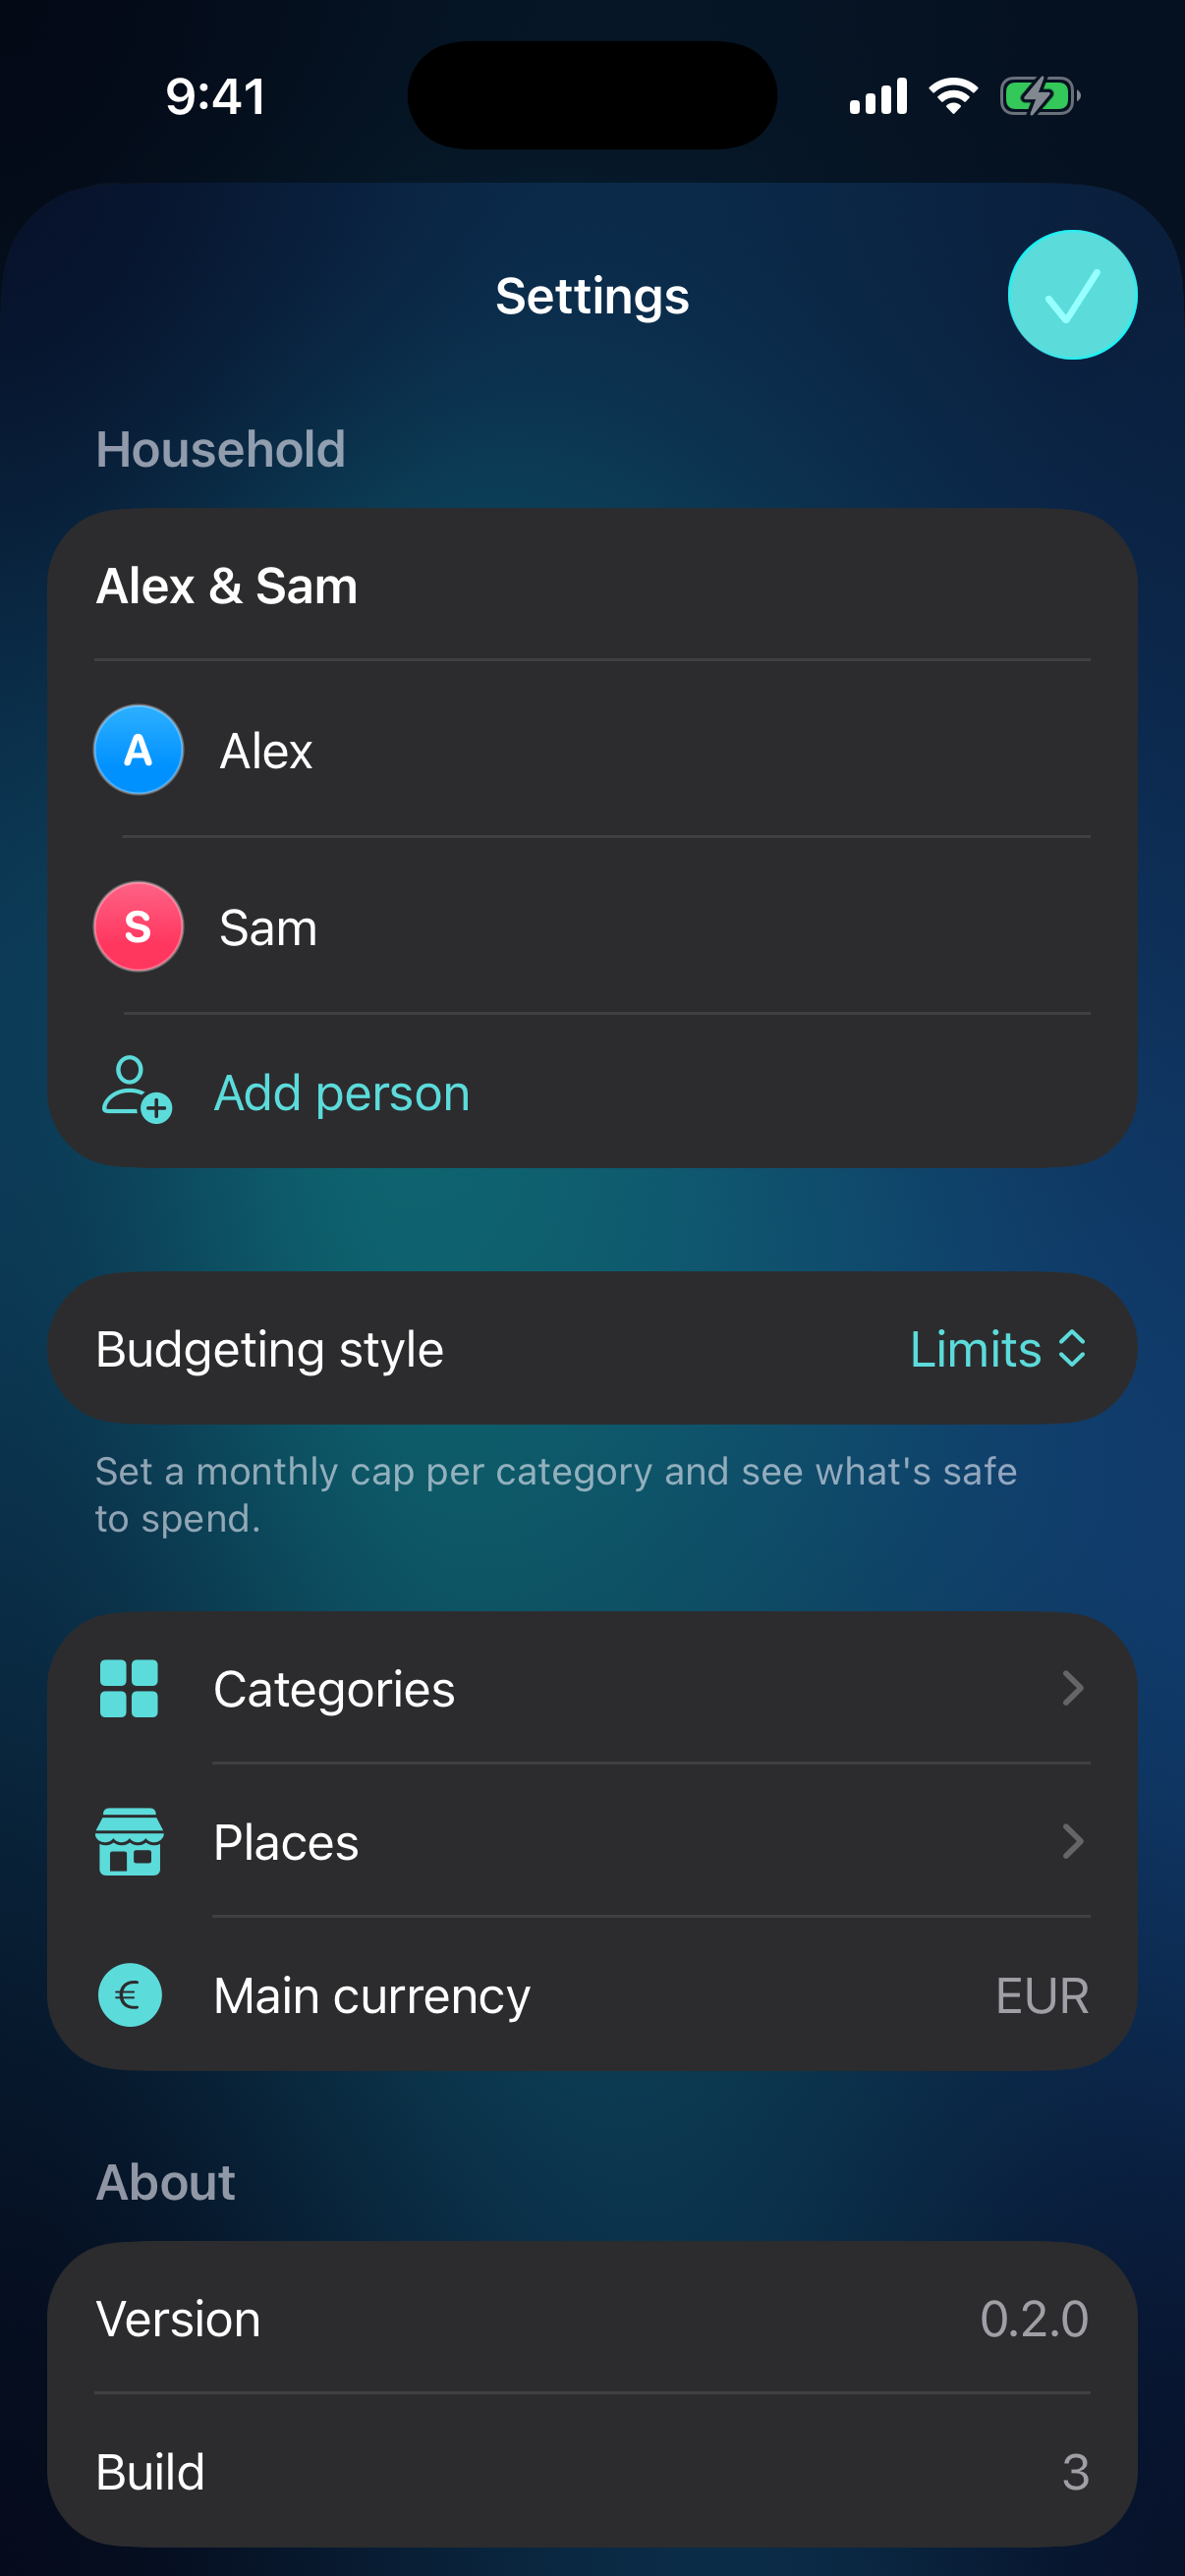 9:41
Settings
Household
Alex & Sam
A Alex
S Sam
Add person
Budgeting style Limits
Set a monthly cap per category and see what's safe
to spend.
Categories
Places
€ Main currency EUR
About
Version 0.2.0
Build 3